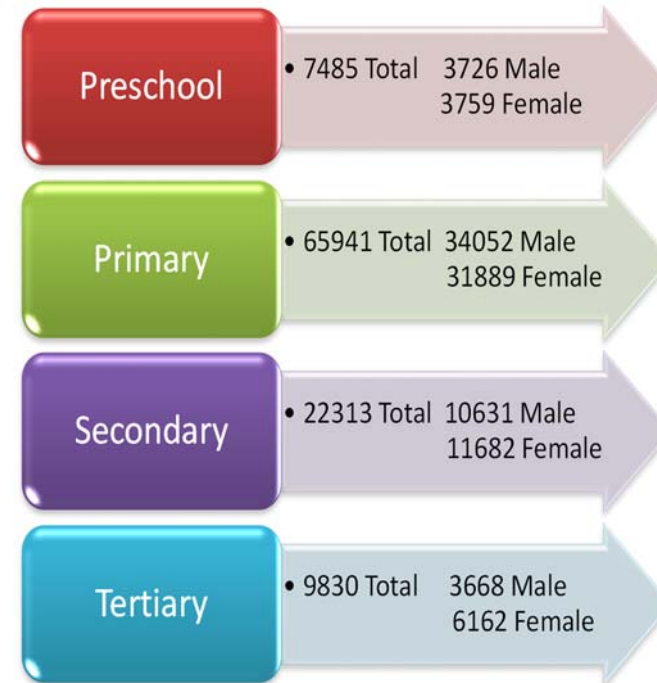 Preschool
• 7485 Total 3726 Male
3759 Female
Primary
• 65941 Total 34052 Male
31889 Female
Secondary
• 22313 Total 10631 Male
11682 Female
Tertiary
• 9830 Total 3668 Male
6162 Female